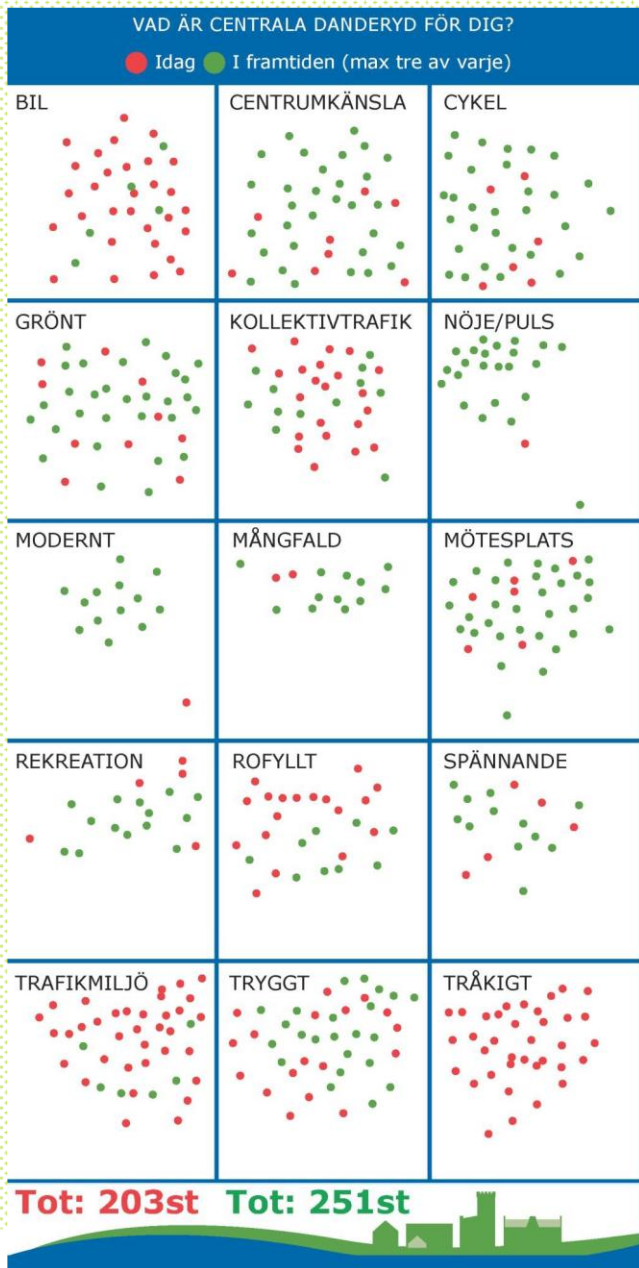 VAD ÄR CENTRALA DANDERYD FÖR DIG?
Idag I framtiden (max tre av varje)
BIL CENTRUMKÄNSLA CYKEL
GRÖNT KOLLEKTIVTRAFIK NÖJE/PULS
MODERNT MÅNGFALD MÖTESPLATS
REKREATION ROFYLLT SPÄNNANDE
TRAFIKMILJÖ TRYGGT TRÅKIGT
Tot: 203st Tot: 251st